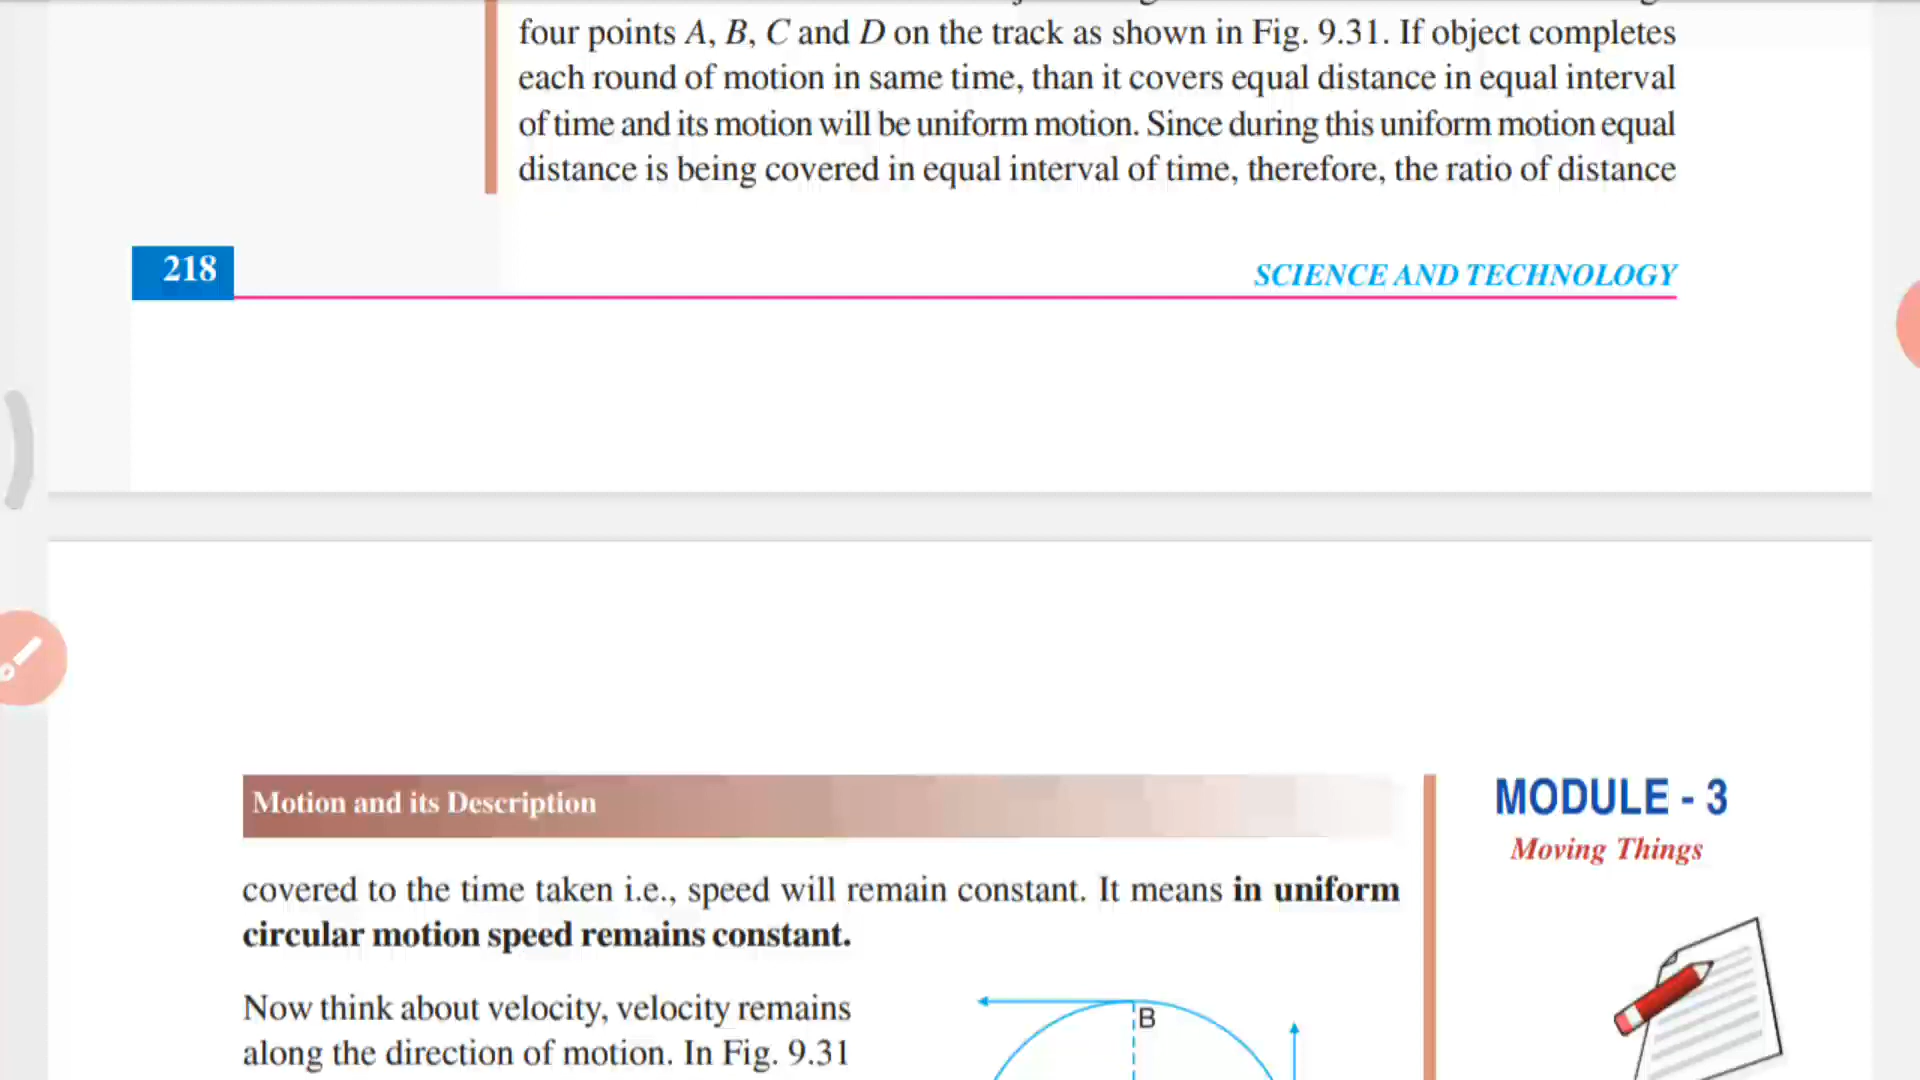 four points A, B, C and D on the track as shown in Fig. 9.31. If object completes
each round of motion in same time, than it covers equal distance in equal interval
of time and its motion will be uniform motion. Since during this uniform motion equal
distance is being covered in equal interval of time, therefore, the ratio of distance
218
SCIENCE AND TECHNOLOGY
Motion and its Description
MODULE - 3
Moving Things
covered to the time taken i.e., speed will remain constant. It means in uniform
circular motion speed remains constant.
Now think about velocity, velocity remains
along the direction of motion. In Fig. 9.31
B